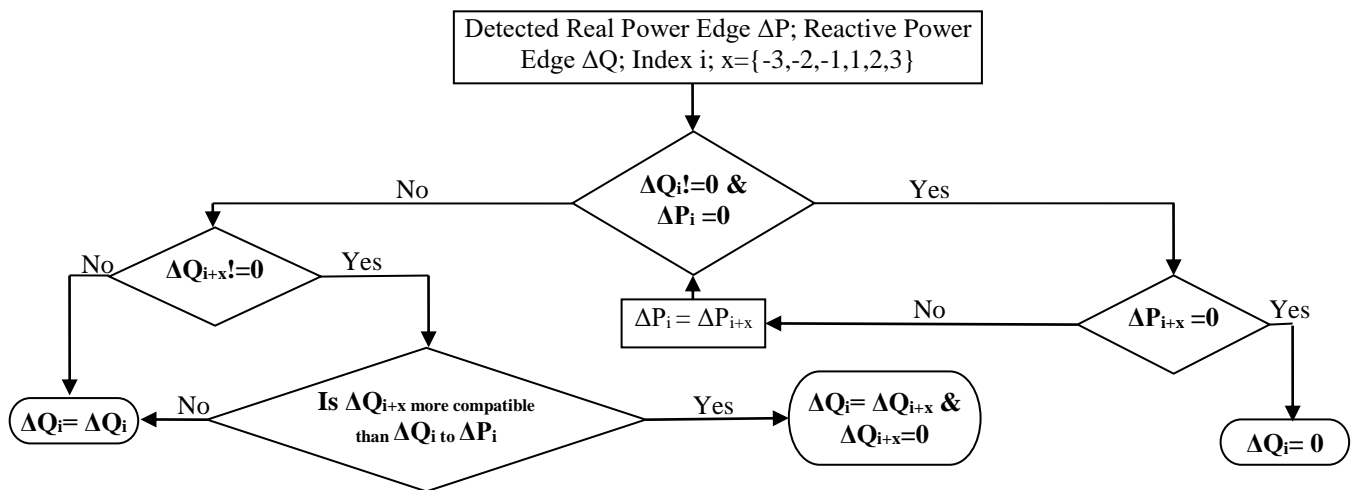 Detected Real Power Edge ΔP; Reactive Power
Edge ΔQ; Index i; x={-3,-2,-1,1,2,3}
No
ΔQi!=0 &
ΔPi =0
Yes
No
ΔQi+x!=0
Yes
ΔPi = ΔPi+x
No
ΔPi+x =0
Yes
ΔQi= ΔQi
No
Is ΔQi+x more compatible
than ΔQi to ΔPi
Yes
ΔQi= ΔQi+x &
ΔQi+x=0
ΔQi= 0